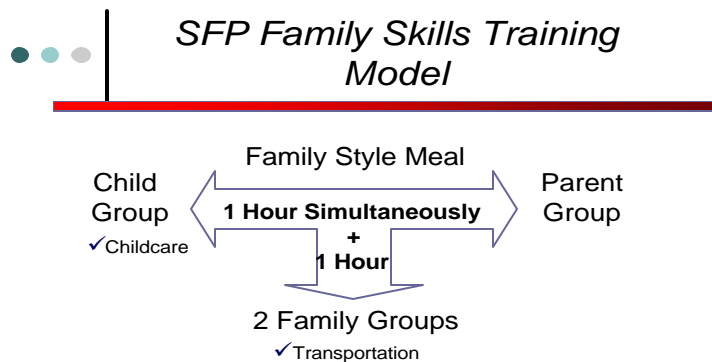 SFP Family Skills Training
Model
Family Style Meal
Child
Group
✓Childcare
1 Hour Simultaneously
+
1 Hour
Parent
Group
2 Family Groups
✓Transportation